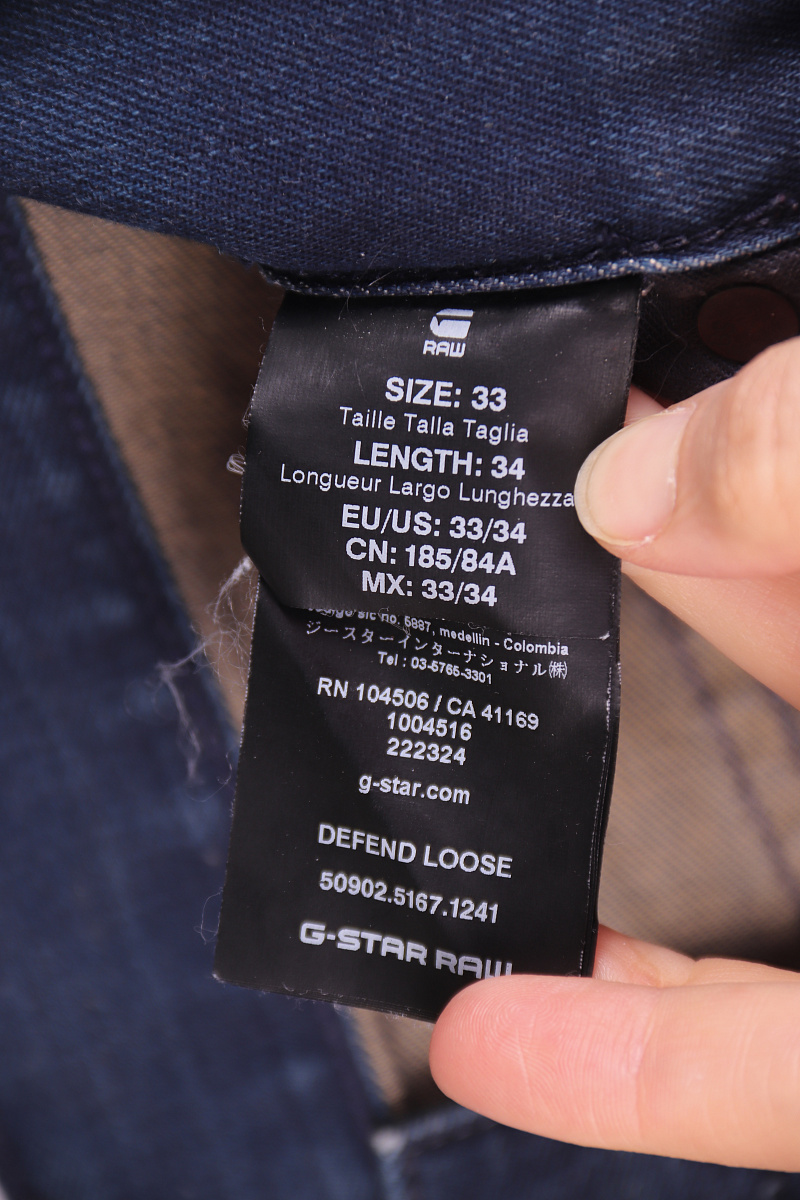 RAW
SIZE: 33
Taille Talla Taglia
LENGTH: 34
Longueur Largo Lunghezza
EU/US: 33/34
CN: 185/84A
MX: 33/34
no. 5887, medellin - Colombia
ジースターインターナショナル㈱
Tel : 03-5765-3301
RN 104506 / CA 41169
1004516
222324
g-star.com
DEFEND LOOSE
50902.5167.1241
G-STAR RAW